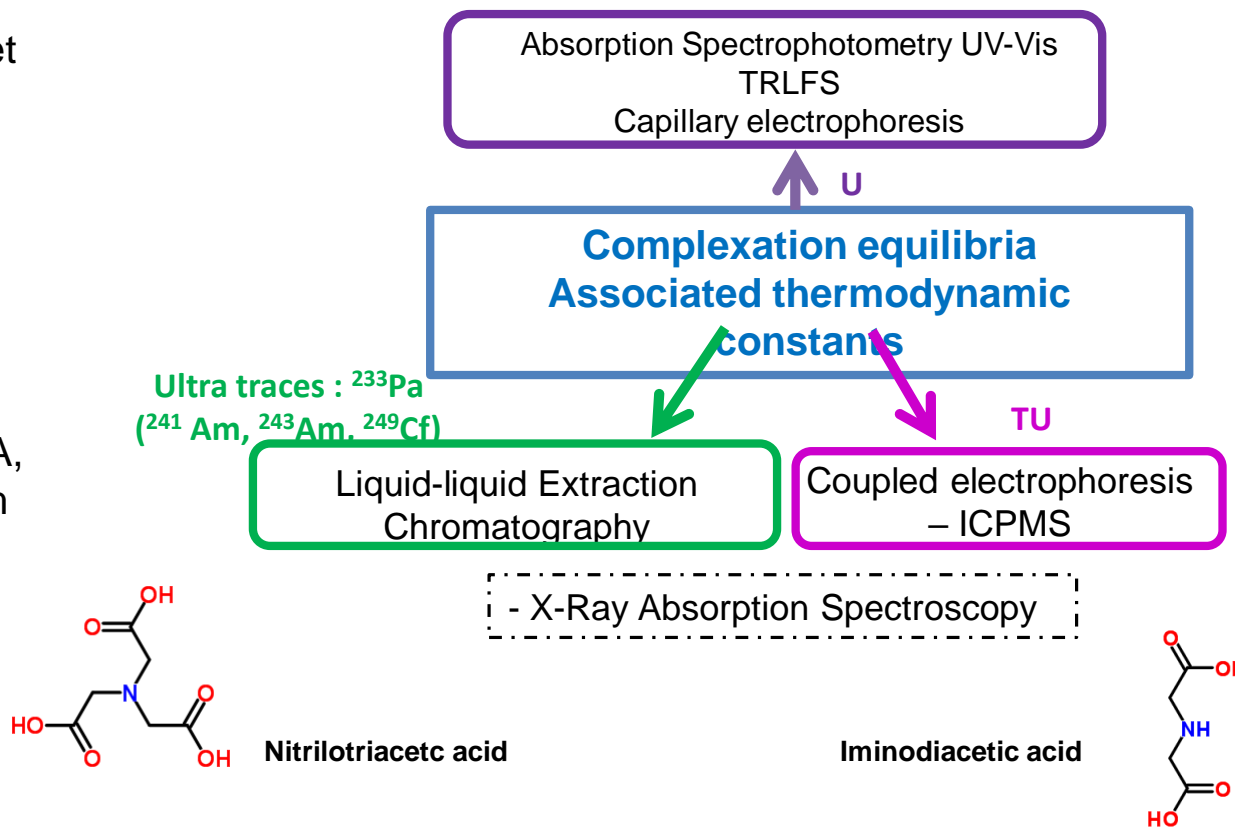 et
Absorption Spectrophotometry UV-Vis
TRLFS
Capillary electrophoresis
U
Complexation equilibria
Associated thermodynamic
constants
Ultra traces : ²³³Pa
(²⁴¹ Am, ²⁴³Am, ²⁴⁹Cf)
TU
A,
Liquid-liquid Extraction
Chromatography
Coupled electrophoresis
– ICPMS
- X-Ray Absorption Spectroscopy
OH
O
N
O
HO
O
OH
Nitrilotriacetc acid
Iminodiacetic acid
O
NH
O
HO